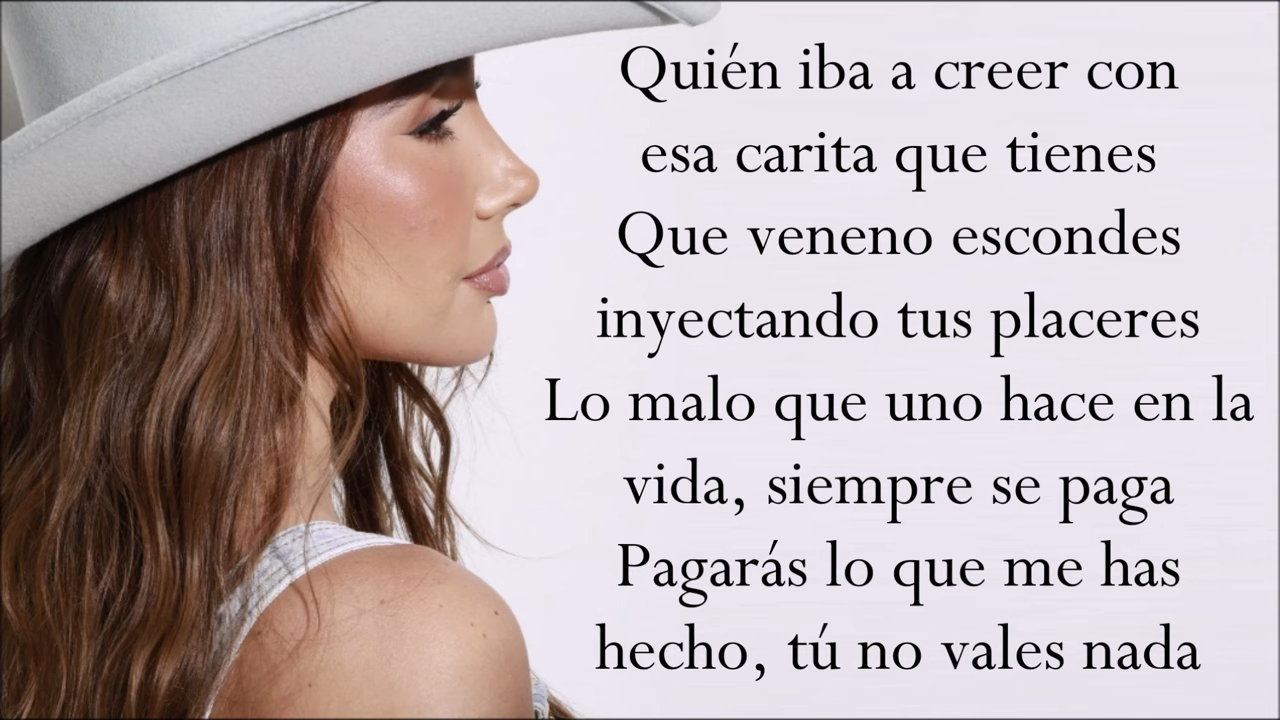 Quién iba a creer con
esa carita que tienes
Que veneno escondes
inyectando tus placeres
Lo malo que uno hace en la
vida, siempre se paga
Pagarás lo que me has
hecho, tú no vales nada